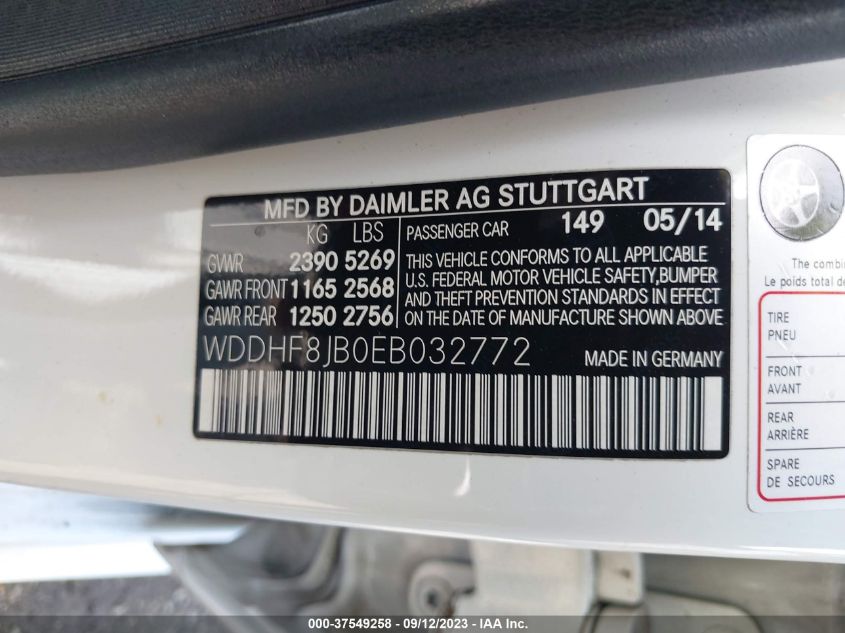 MFD BY DAIMLER AG STUTTGART
KG LBS
GVWR 2390 5269
GAWR FRONT 1165 2568
GAWR REAR 1250 2756
PASSENGER CAR 149 05/14
THIS VEHICLE CONFORMS TO ALL APPLICABLE
U.S. FEDERAL MOTOR VEHICLE SAFETY,BUMPER
AND THEFT PREVENTION STANDARDS IN EFFECT
ON THE DATE OF MANUFACTURE SHOWN ABOVE
WDDHF8JB0EB032772 MADE IN GERMANY
The combin
Le poids total de
TIRE
PNEU
FRONT
AVANT
REAR
ARRIÈRE
SPARE
DE SECOURS
000-37549258 - 09/12/2023 - IAA Inc.